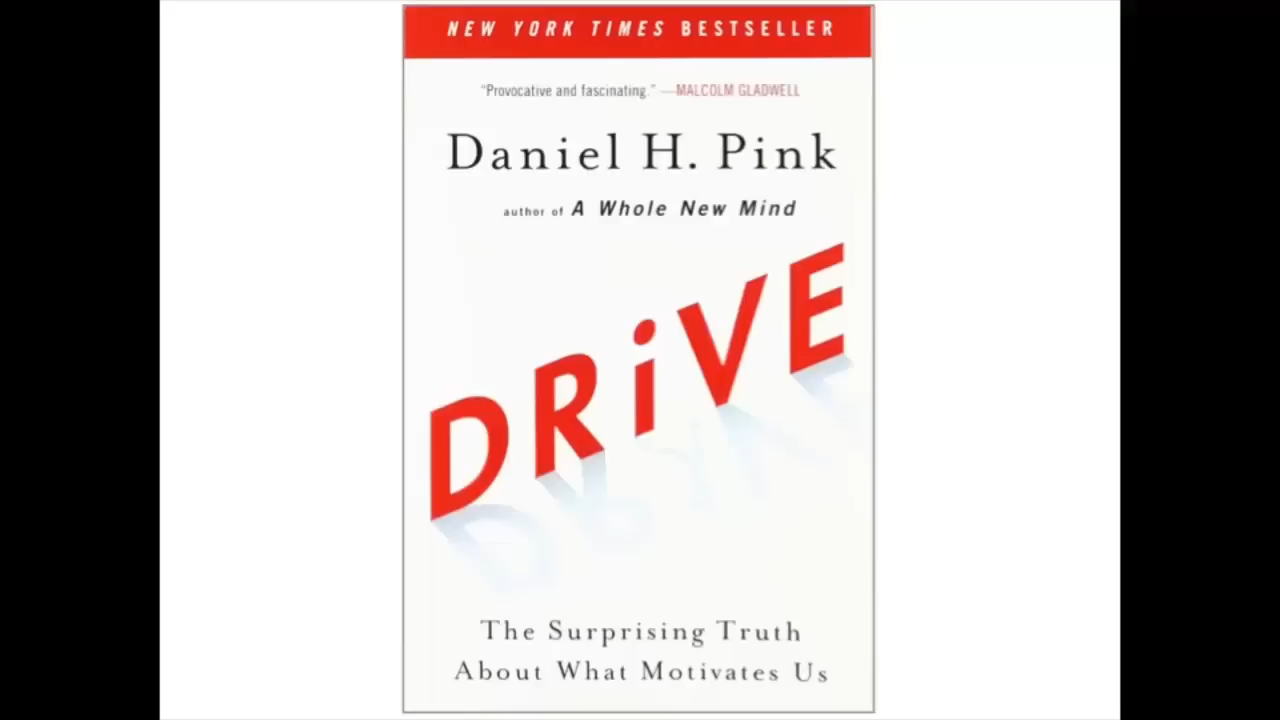 NEW YORK TIMES BESTSELLER
“Provocative and fascinating.” —MALCOLM GLADWELL
Daniel H. Pink
author of A Whole New Mind
DRiVE
The Surprising Truth
About What Motivates Us